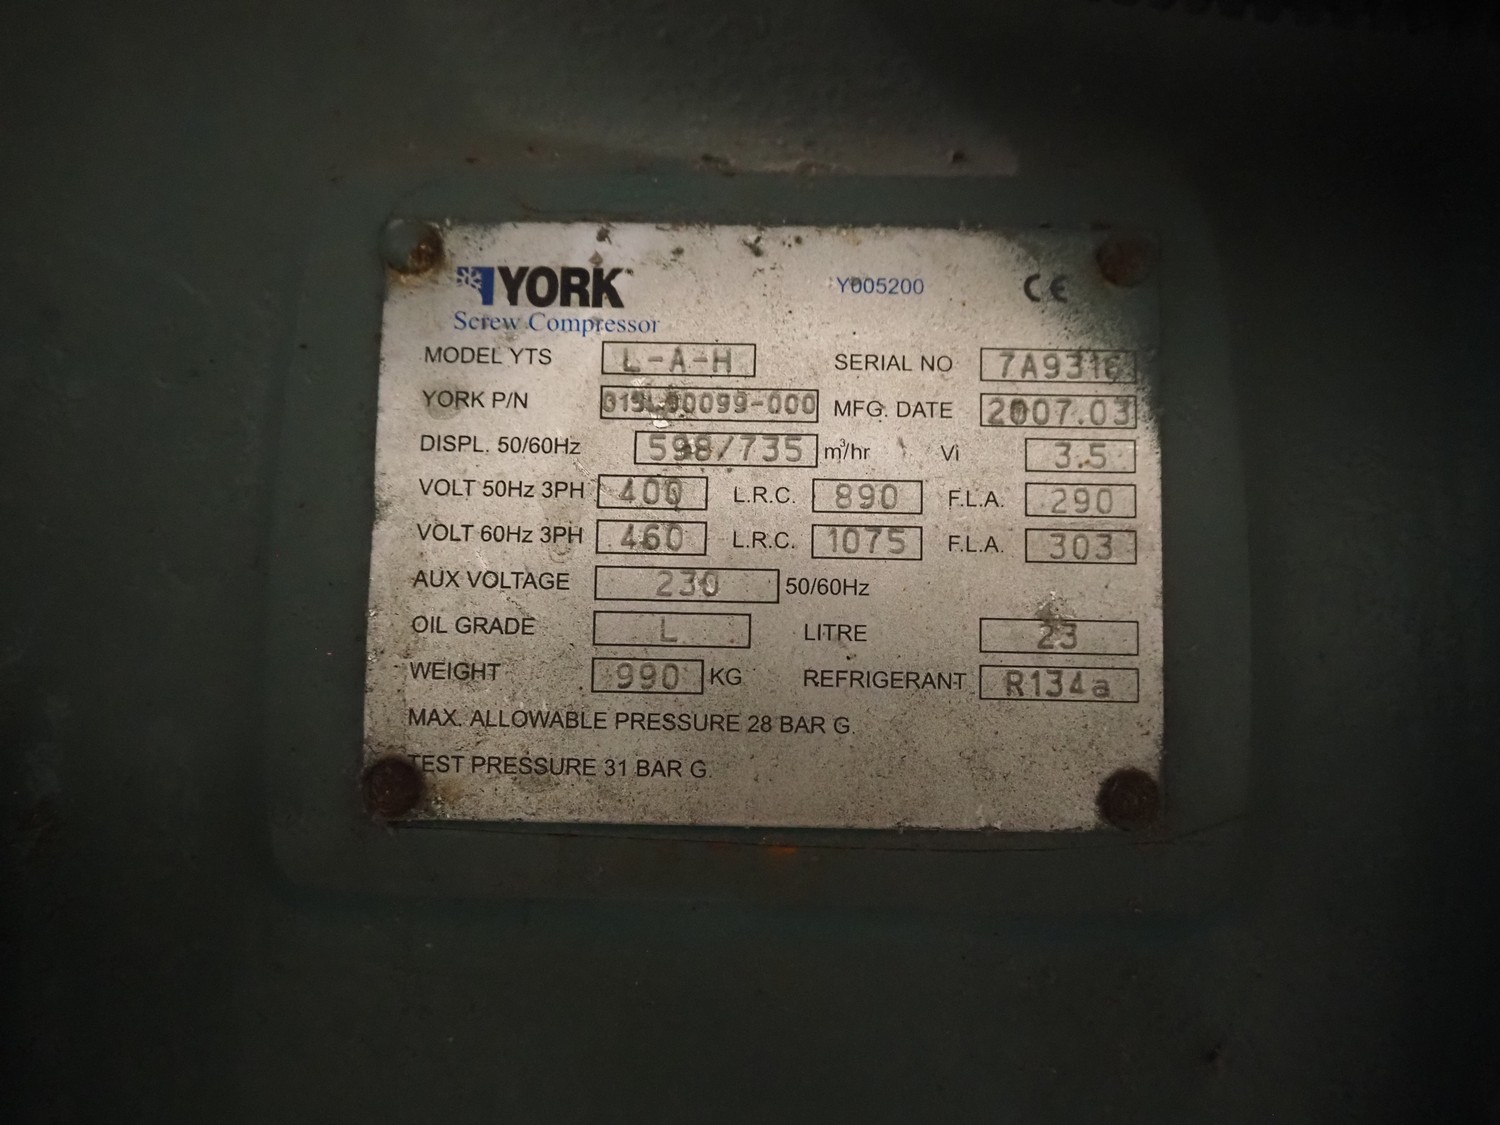 YORK Y005200 CE
Screw Compressor
MODEL YTS L-A-H SERIAL NO 7A9316
YORK P/N MFG. DATE 2007.03
DISPL. 50/60Hz 598/735 m³/hr Vi 3.5
VOLT 50Hz 3PH 400 L.R.C. 890 F.L.A. 290
VOLT 60Hz 3PH 460 L.R.C. 1075 F.L.A. 303
AUX VOLTAGE 230 50/60Hz
OIL GRADE L LITRE 23
WEIGHT 990 KG REFRIGERANT R134a
MAX. ALLOWABLE PRESSURE 28 BAR G.
TEST PRESSURE 31 BAR G.